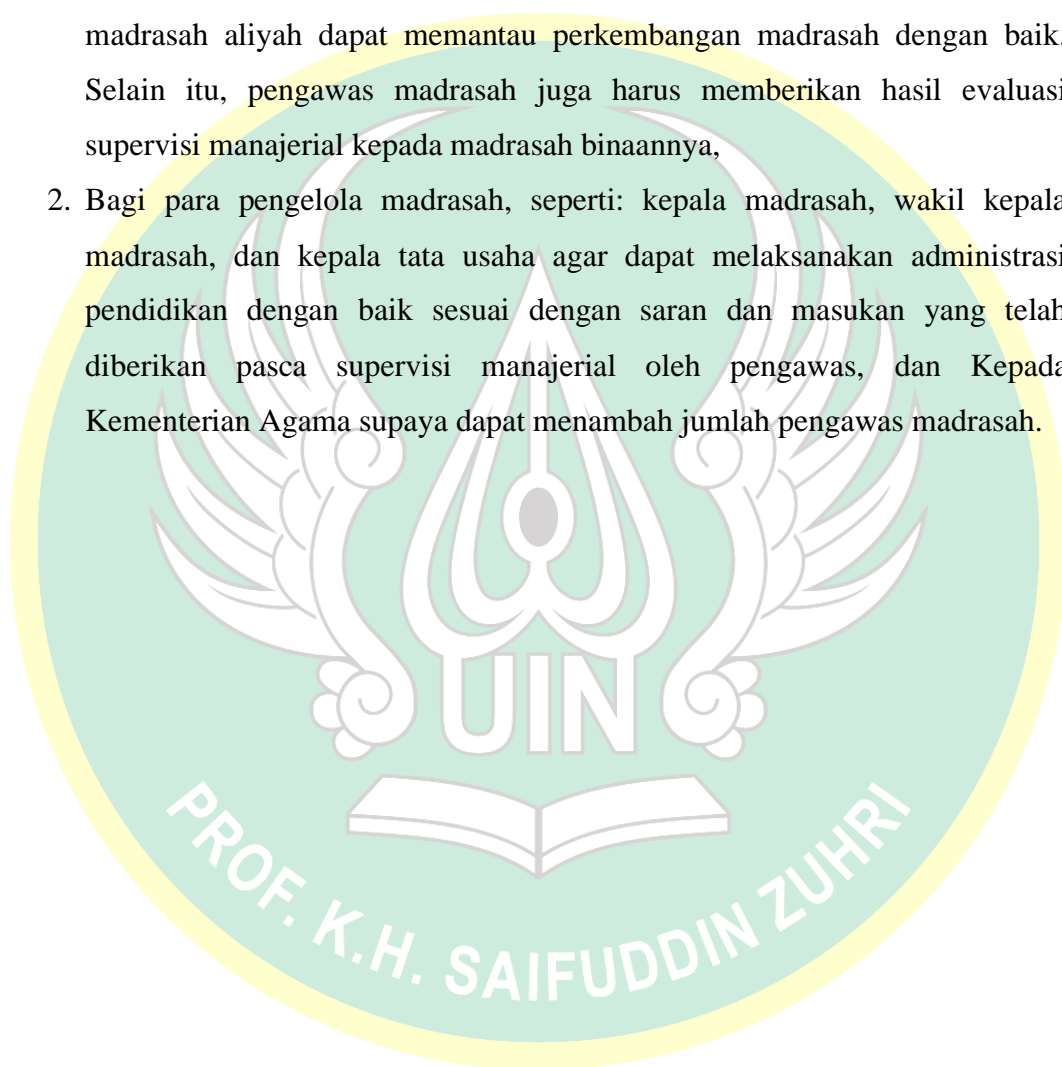 madrasah aliyah dapat memantau perkembangan madrasah dengan baik.
Selain itu, pengawas madrasah juga harus memberikan hasil evaluasi
supervisi manajerial kepada madrasah binaannya,
2. Bagi para pengelola madrasah, seperti: kepala madrasah, wakil kepala
madrasah, dan kepala tata usaha agar dapat melaksanakan administrasi
pendidikan dengan baik sesuai dengan saran dan masukan yang telah
diberikan pasca supervisi manajerial oleh pengawas, dan Kepada
Kementerian Agama supaya dapat menambah jumlah pengawas madrasah.
UIN
PROF. K.H. SAIFUDDIN ZUHRI